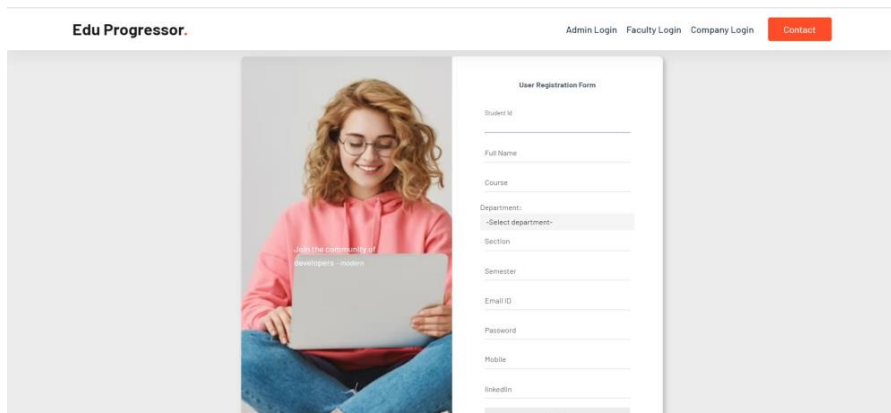 Edu Progressor.
Admin Login Faculty Login Company Login Contact
User Registration Form
Student Id
Full Name
Course
Department:
-Select department-
Section
Semester
Email ID
Password
Mobile
linkedIn
Join the community of
developers - modern